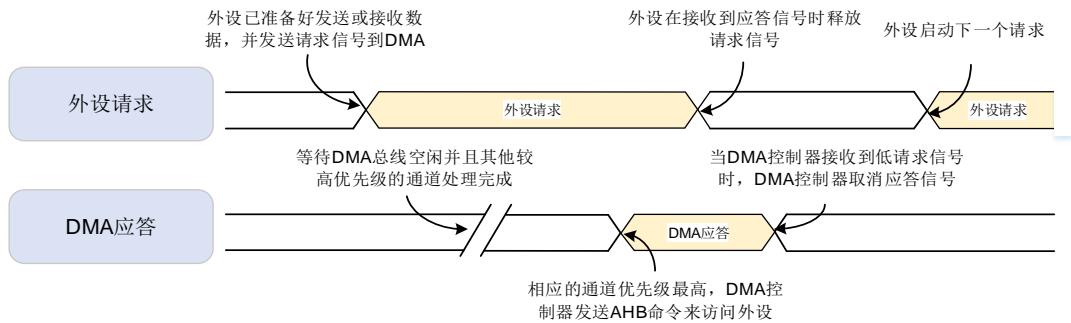 外设已准备好发送或接收数
据，并发送请求信号到DMA
外设在接收到应答信号时释放
请求信号
外设启动下一个请求
外设请求
外设请求
外设请求
等待DMA总线空闲并且其他较
高优先级的通道处理完成
当DMA控制器接收到低请求信号
时，DMA控制器取消应答信号
DMA应答
DMA应答
相应的通道优先级最高，DMA控
制器发送AHB命令来访问外设